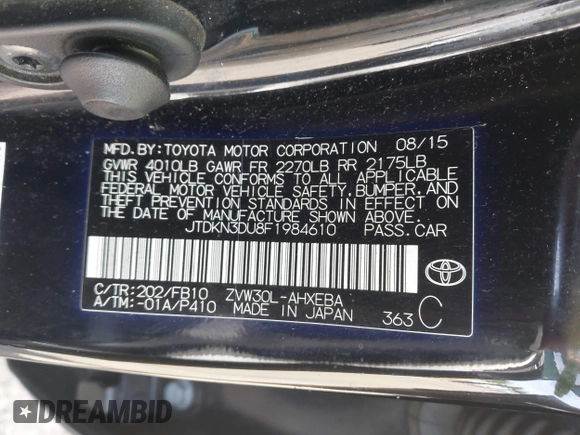 MFD.BY:TOYOTA MOTOR CORPORATION 08/15
GVWR 4010LB GAWR FR 2270LB RR 2175LB
THIS VEHICLE CONFORMS TO ALL APPLICABLE
FEDERAL MOTOR VEHICLE SAFETY,BUMPER,AND
THEFT PREVENTION STANDARDS IN EFFECT ON
THE DATE OF MANUFACTURE SHOWN ABOVE.
JTDKN3DU8F1984610 PASS.CAR
C/TR:202/FB10 ZVW30L-AHXEBA
A/TM:-01A/P410 MADE IN JAPAN 363 C
DREAMBID